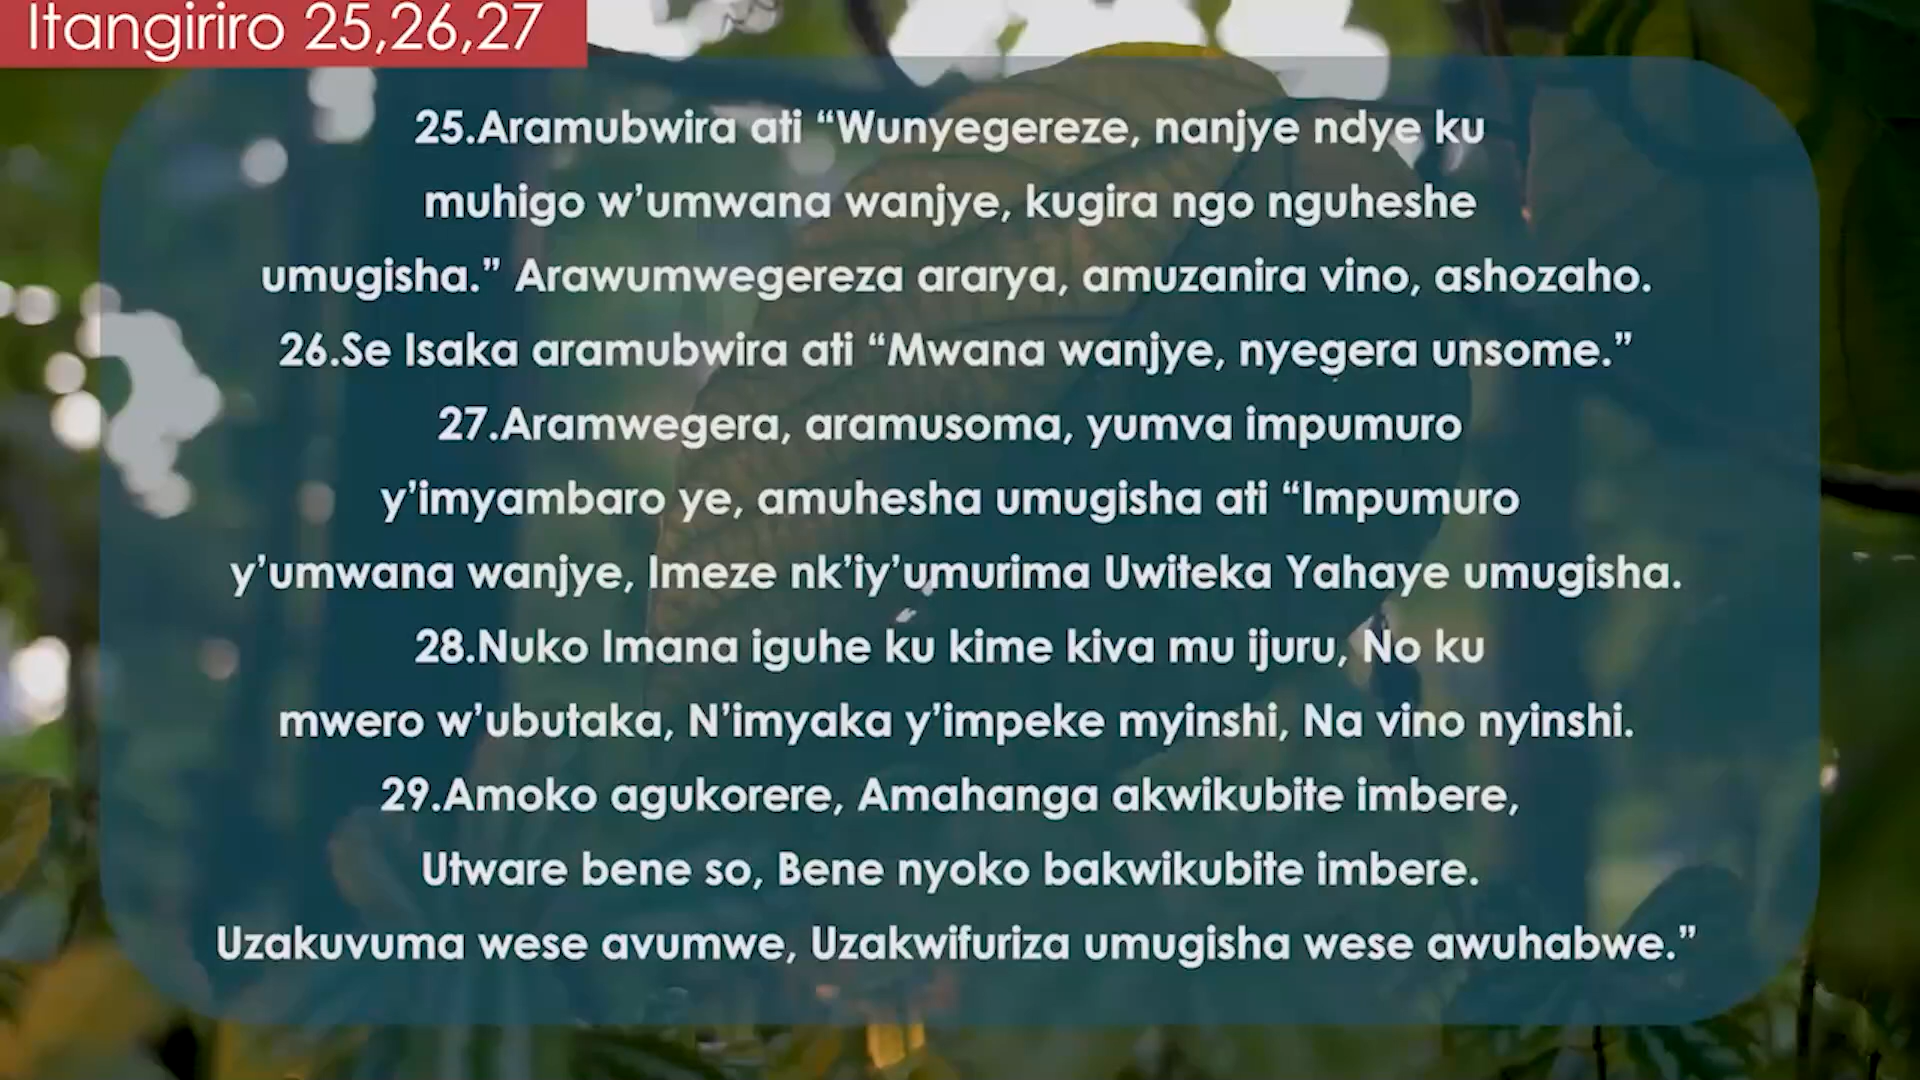 Itangiriro 25,26,27
25.Aramubwira ati “Wunyegereze, nanjye ndye ku
muhigo w’umwana wanjye, kugira ngo nguheshe
umugisha.” Arawumwegereza ararya, amuzanira vino, ashozaho.
26.Se Isaka aramubwira ati “Mwana wanjye, nyegera unsome.”
27.Aramwegera, aramusoma, yumva impumuro
y’imyambaro ye, amuhesha umugisha ati “Impumuro
y’umwana wanjye, Imeze nk’iy’umurima Uwiteka Yahaye umugisha.
28.Nuko Imana iguhe ku kime kiva mu ijuru, No ku
mwero w’ubutaka, N’imyaka y’impeke myinshi, Na vino nyinshi.
29.Amoko agukorere, Amahanga akwikubite imbere,
Utware bene so, Bene nyoko bakwikubite imbere.
Uzakuvuma wese avumwe, Uzakwifuriza umugisha wese awuhabwe.”